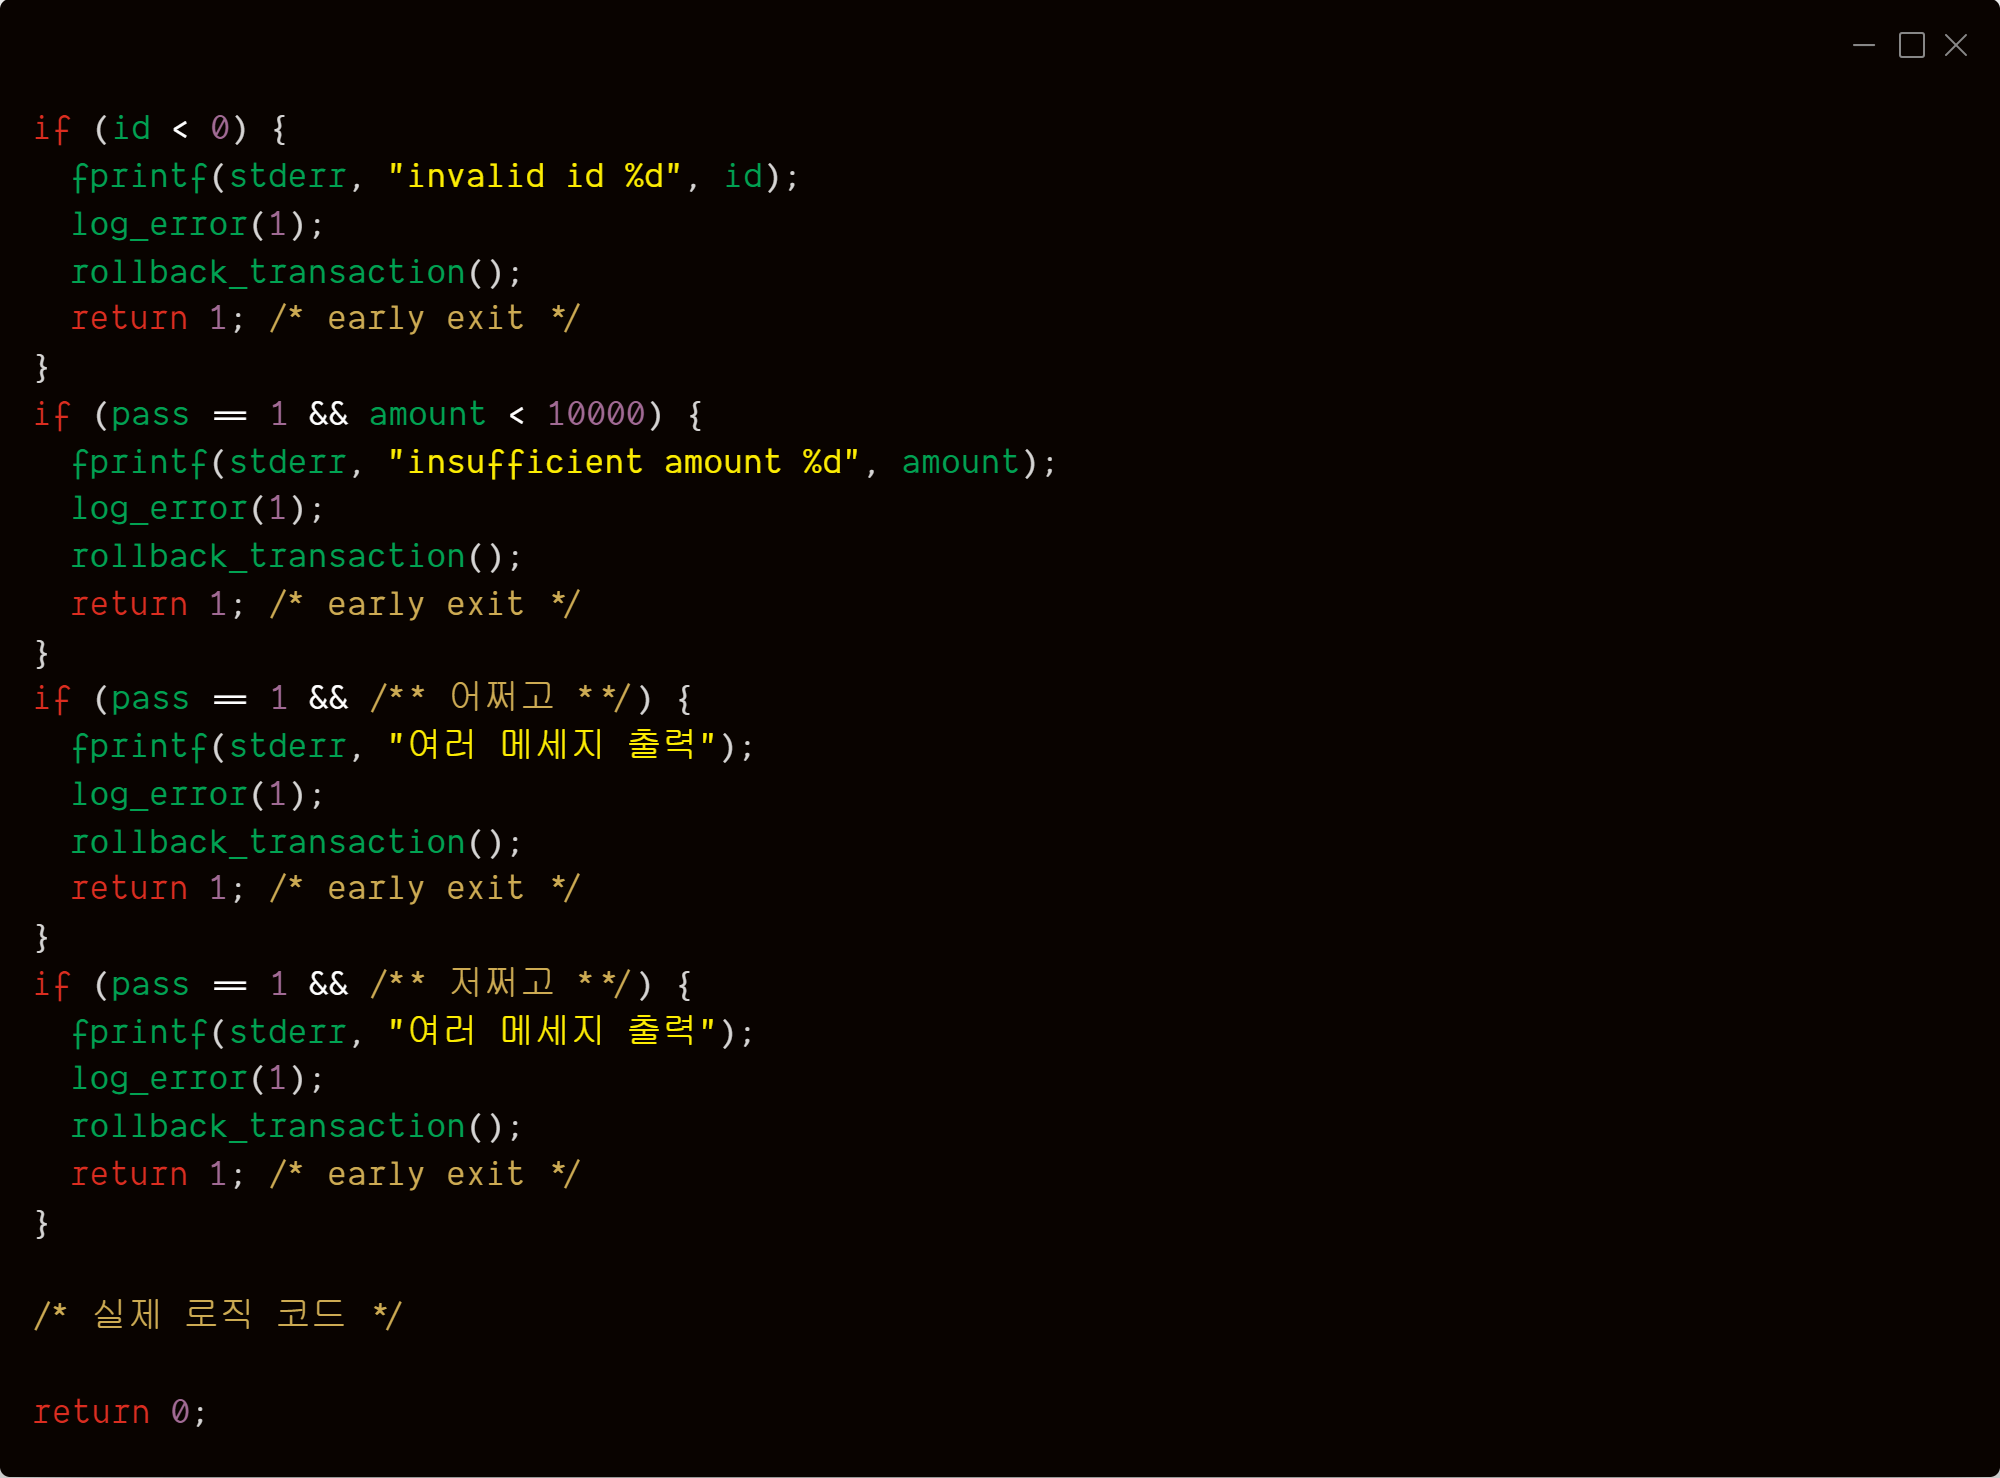 if (id < 0) {
  fprintf(stderr, "invalid id %d", id);
  log_error(1);
  rollback_transaction();
  return 1; /* early exit */
}
if (pass == 1 && amount < 10000) {
  fprintf(stderr, "insufficient amount %d", amount);
  log_error(1);
  rollback_transaction();
  return 1; /* early exit */
}
if (pass == 1 && /** 어쩌고 **/) {
  fprintf(stderr, "여러 메세지 출력");
  log_error(1);
  rollback_transaction();
  return 1; /* early exit */
}
if (pass == 1 && /** 저쩌고 **/) {
  fprintf(stderr, "여러 메세지 출력");
  log_error(1);
  rollback_transaction();
  return 1; /* early exit */
}

/* 실제 로직 코드 */

return 0;